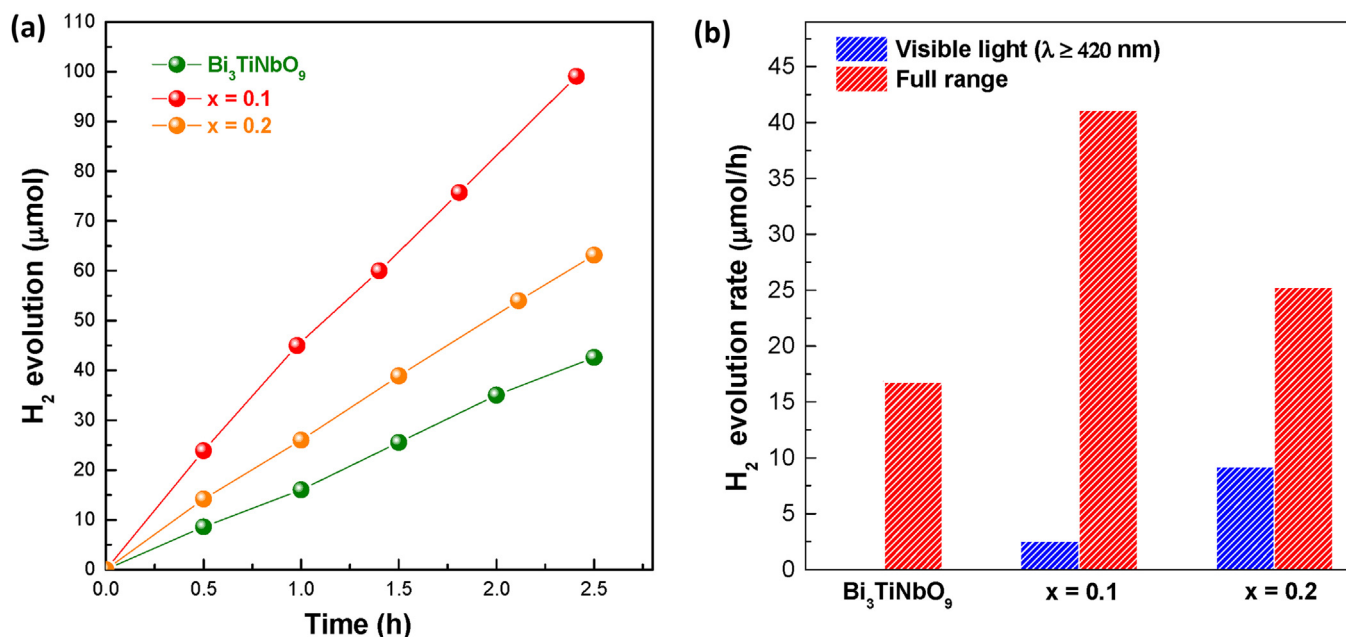 (a)
H₂ evolution (μmol)
110
100
90
80
70
60
50
40
30
20
10
0
Bi₃TiNbO₉
x = 0.1
x = 0.2
0.0 0.5 1.0 1.5 2.0 2.5
Time (h)
(b)
H₂ evolution rate (μmol/h)
45
40
35
30
25
20
15
10
5
0
Visible light (λ ≥ 420 nm)
Full range
Bi₃TiNbO₉ x = 0.1 x = 0.2